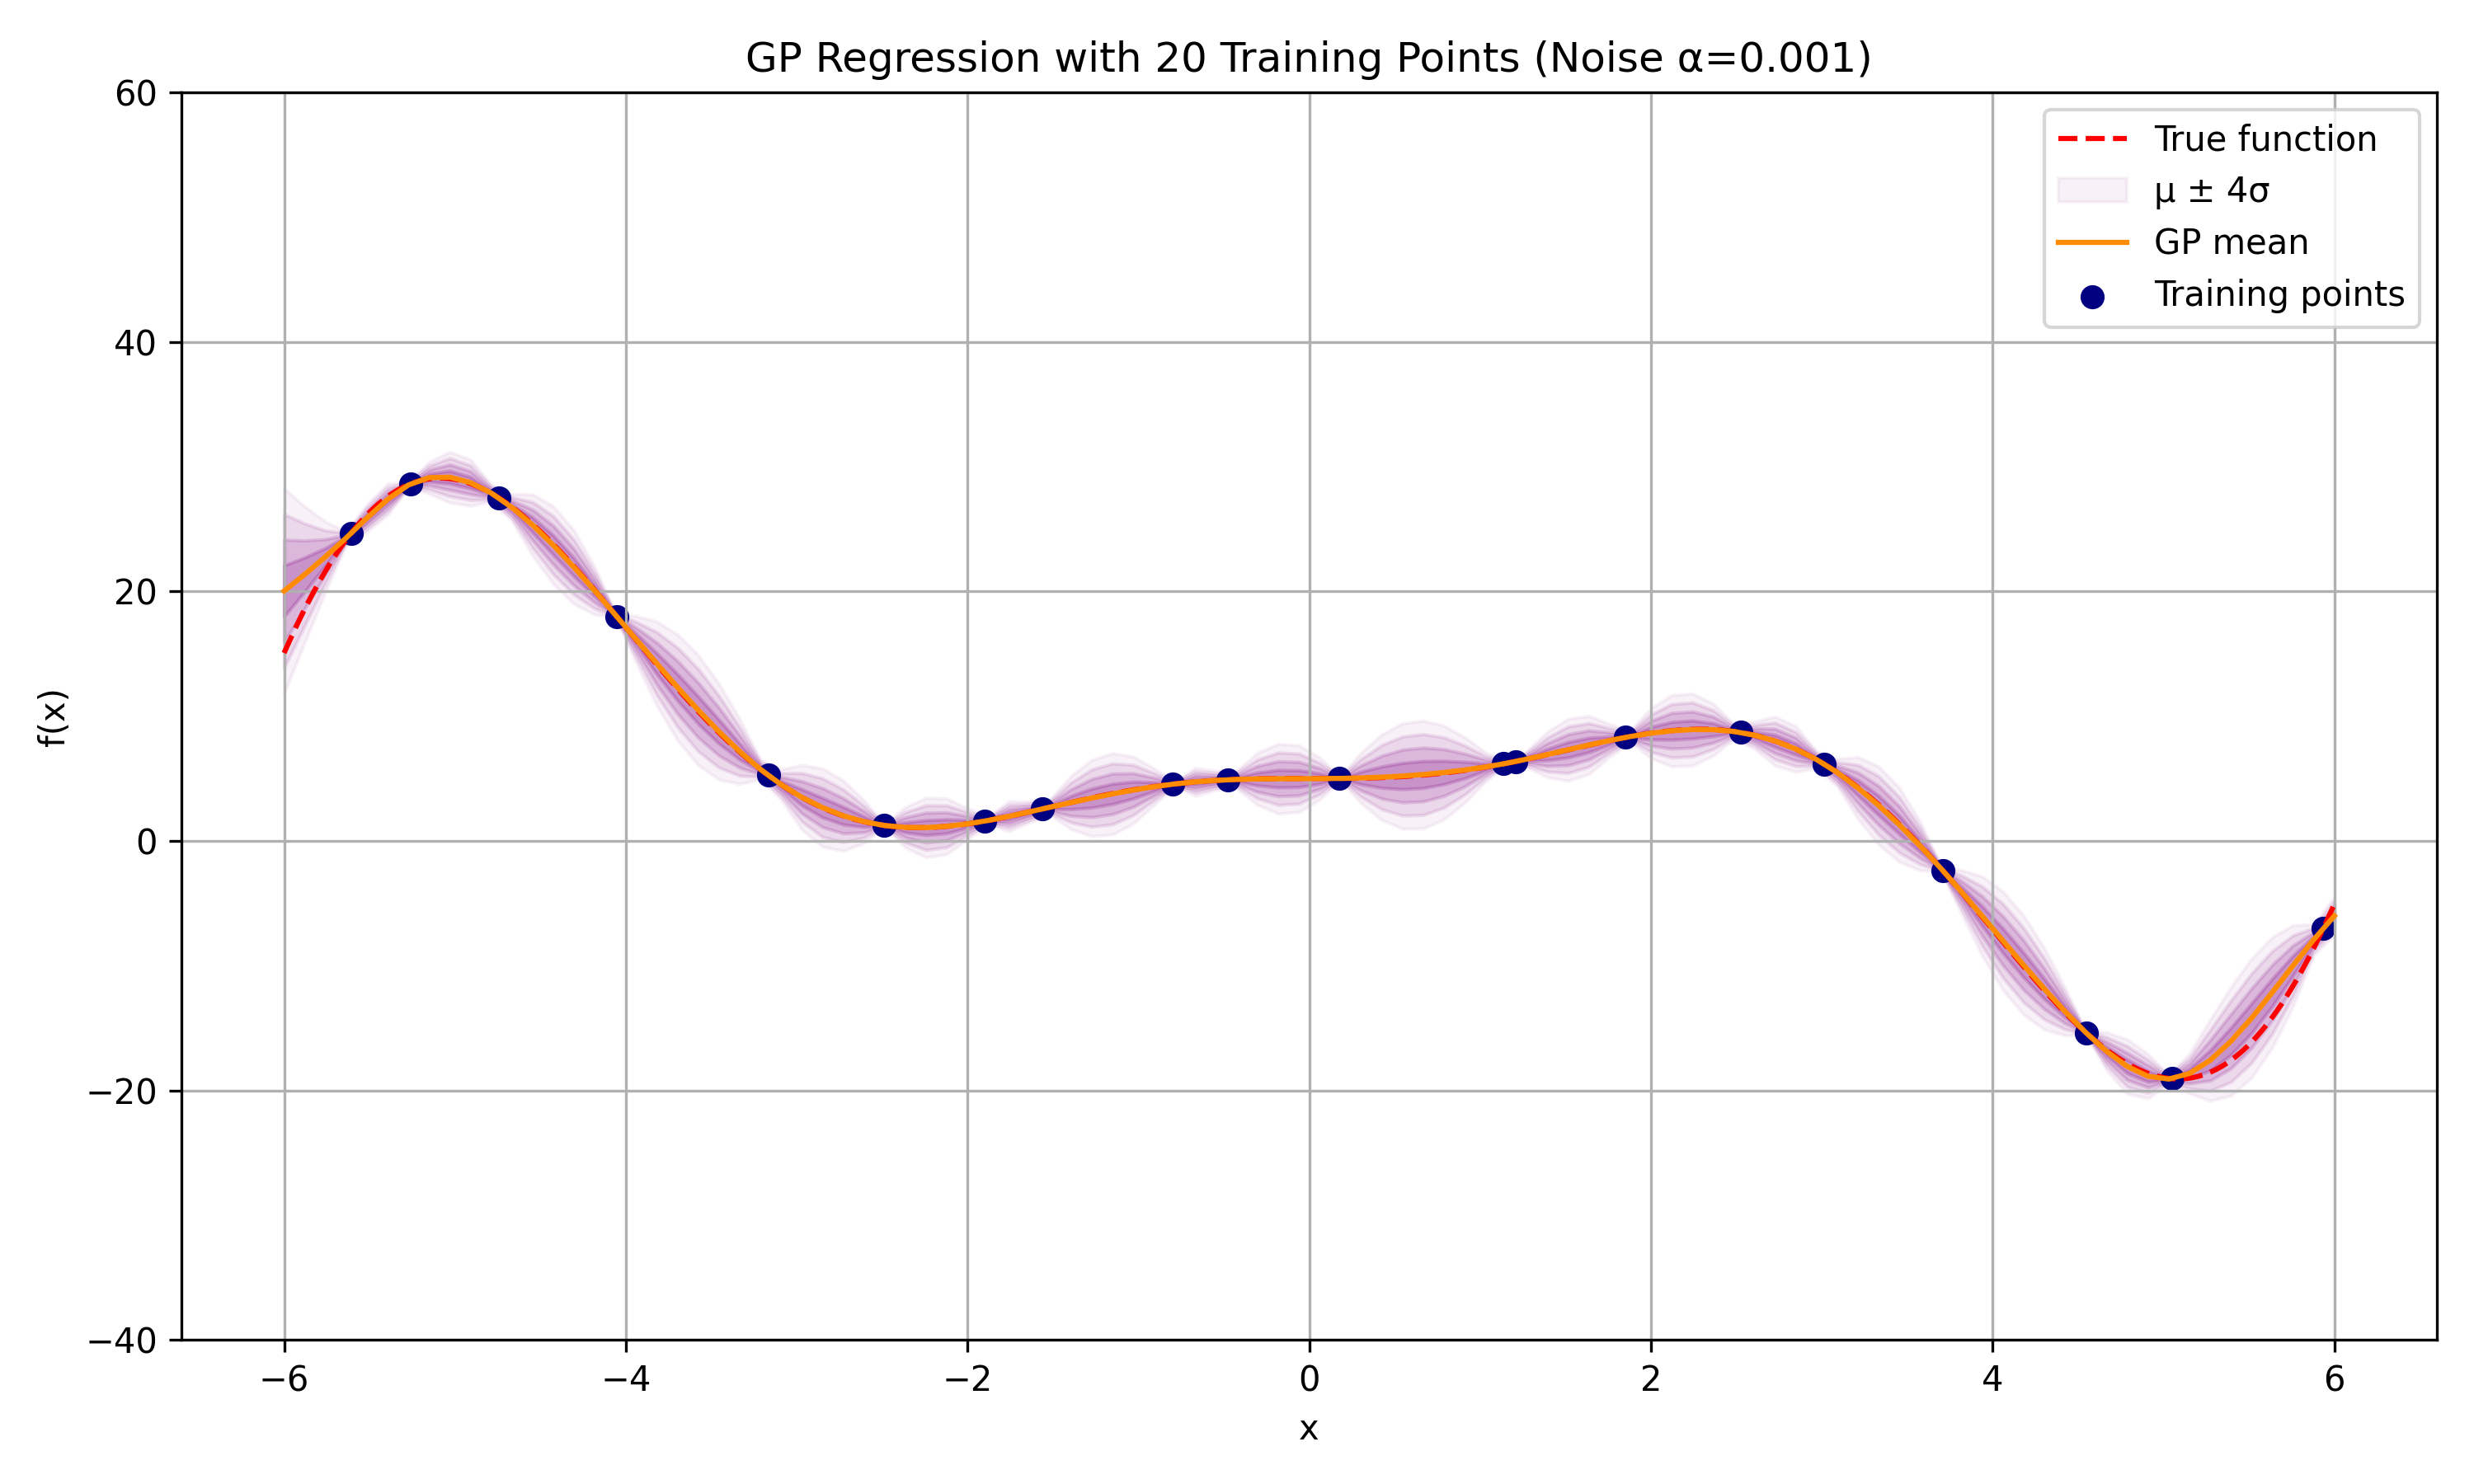 GP Regression with 20 Training Points (Noise α=0.001)
60
40
20
0
−20
−40
f(x)
True function
μ ± 4σ
GP mean
Training points
−6 −4 −2 0 2 4 6
x